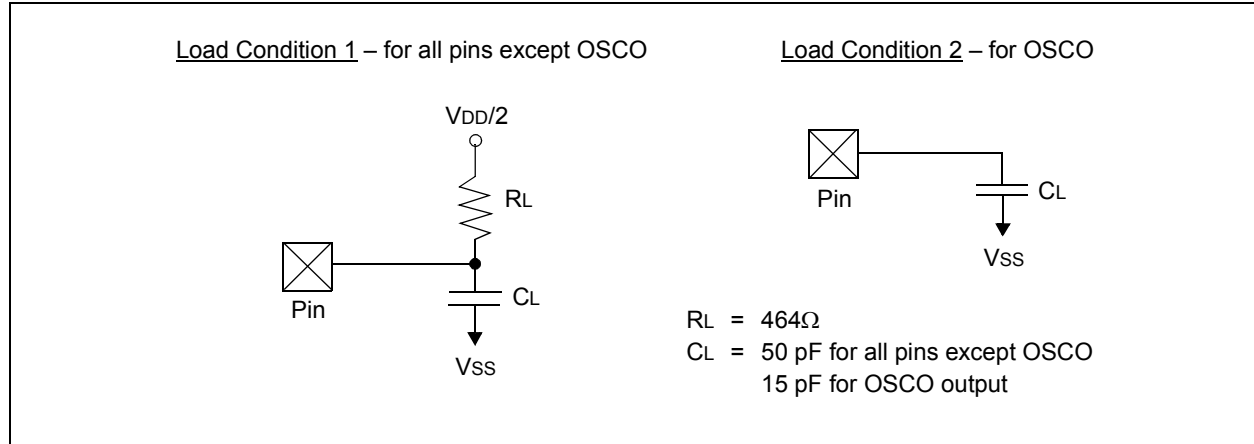 Load Condition 1 – for all pins except OSCO
VDD/2
RL
Pin
CL
VSS
Load Condition 2 – for OSCO
Pin
CL
VSS
RL = 464Ω
CL = 50 pF for all pins except OSCO
15 pF for OSCO output